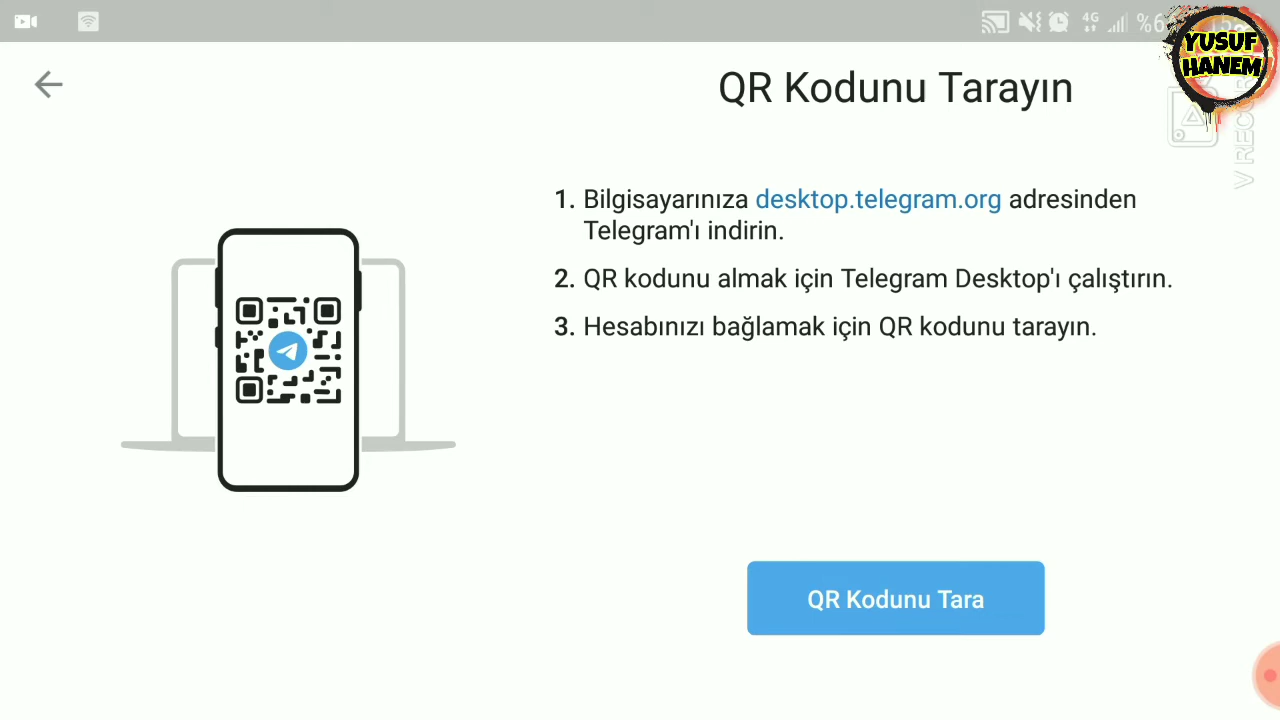 4G
YUSUF
HANEM
QR Kodunu Tarayın
1. Bilgisayarınıza desktop.telegram.org adresinden
Telegram'ı indirin.
2. QR kodunu almak için Telegram Desktop'ı çalıştırın.
3. Hesabınızı bağlamak için QR kodunu tarayın.
QR Kodunu Tara